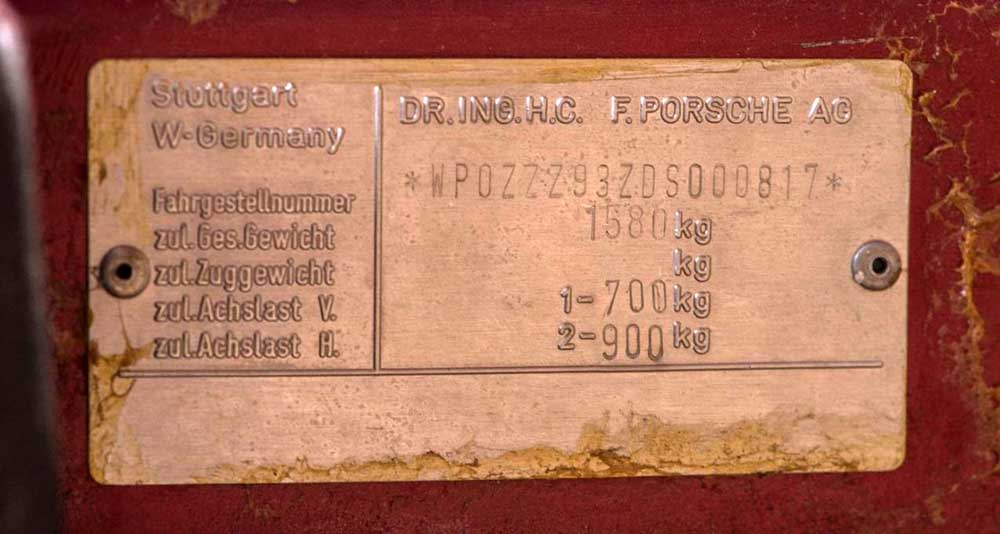 Stuttgart
W-Germany
DR.ING.H.C. F.PORSCHE AG
Fahrgestellnummer *WP0ZZZ93ZDS000817*
zul.Ges.Gewicht 1580kg
zul.Zuggewicht kg
zul.Achslast V. 1-700kg
zul.Achslast H. 2-900kg